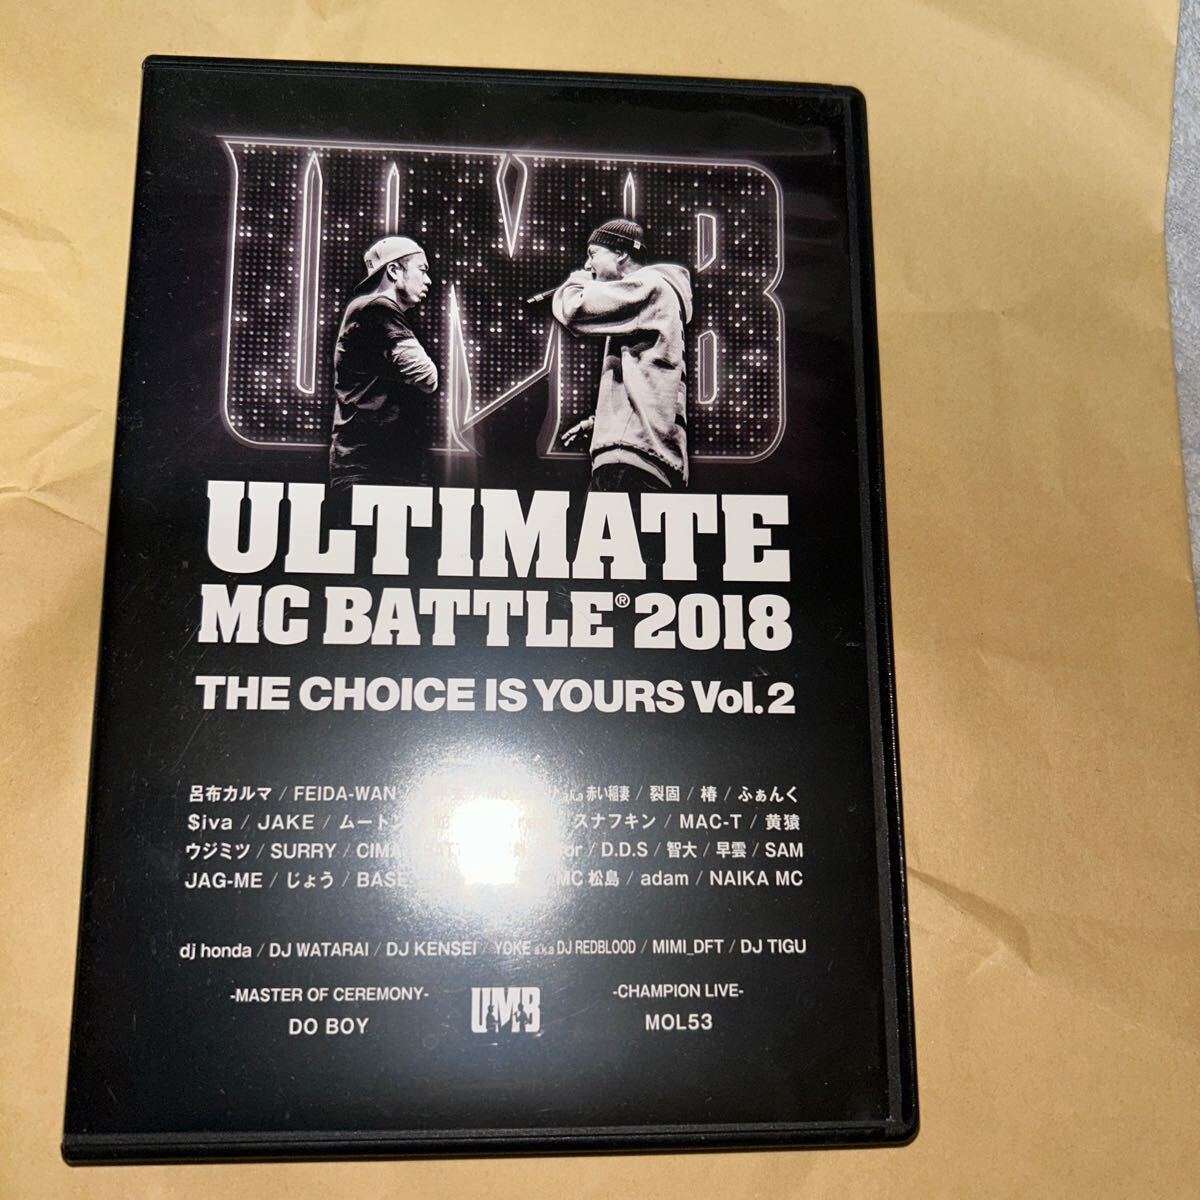 UMB
ULTIMATE
MC BATTLE® 2018
THE CHOICE IS YOURS Vol.2
呂布カルマ / FEIDA-WAN a.k.a 赤い稲妻 / 裂固 / 椿 / ふぁんく
$iva / JAKE / スナフキン / MAC-T / 黄猿
ウジミツ / SURRY / D.D.S / 智大 / 早雲 / SAM
JAG-ME / じょう / MC 松島 / adam / NAIKA MC
dj honda / DJ WATARAI / DJ KENSEI / YOKE a.k.a DJ REDBLOOD / MIMI_DFT / DJ TIGU
-MASTER OF CEREMONY-
DO BOY
UMB
-CHAMPION LIVE-
MOL53